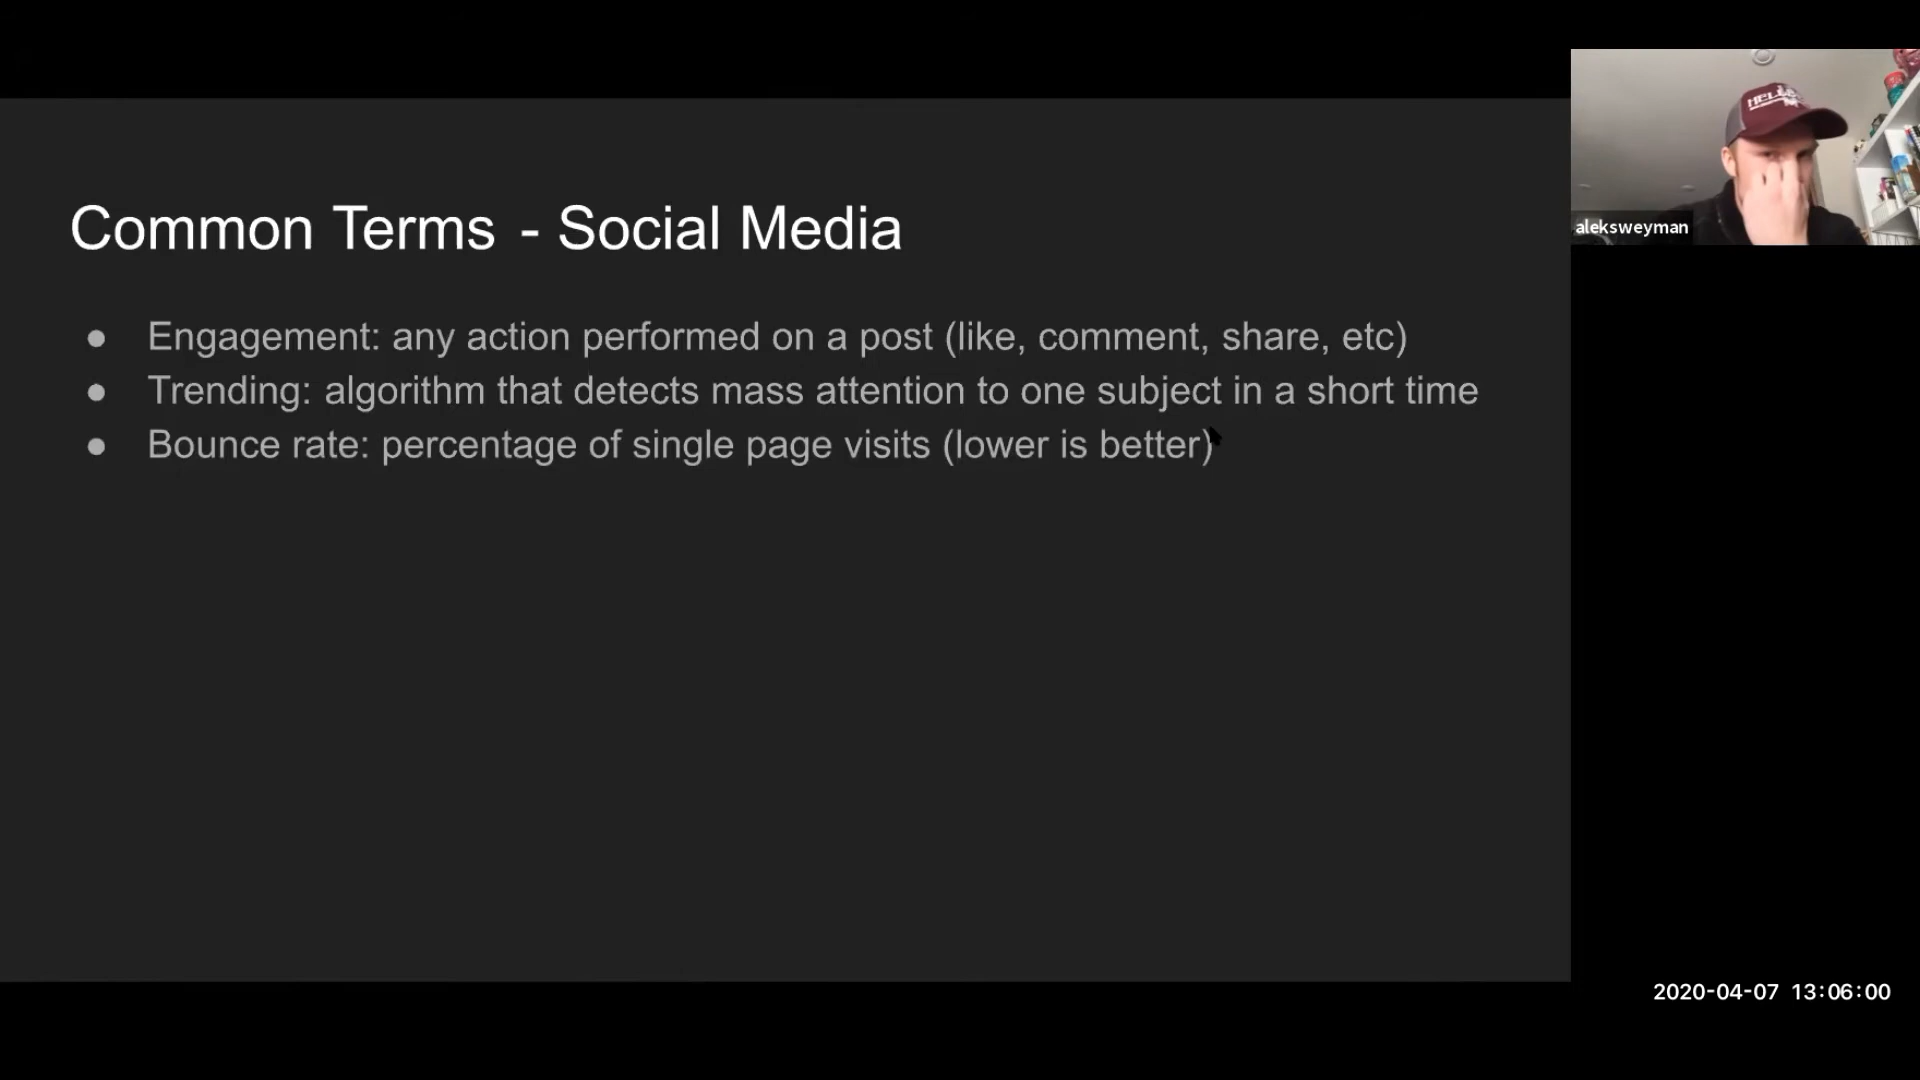 Common Terms - Social Media
● Engagement: any action performed on a post (like, comment, share, etc)
● Trending: algorithm that detects mass attention to one subject in a short time
● Bounce rate: percentage of single page visits (lower is better)
aleksweyman
2020-04-07 13:06:00